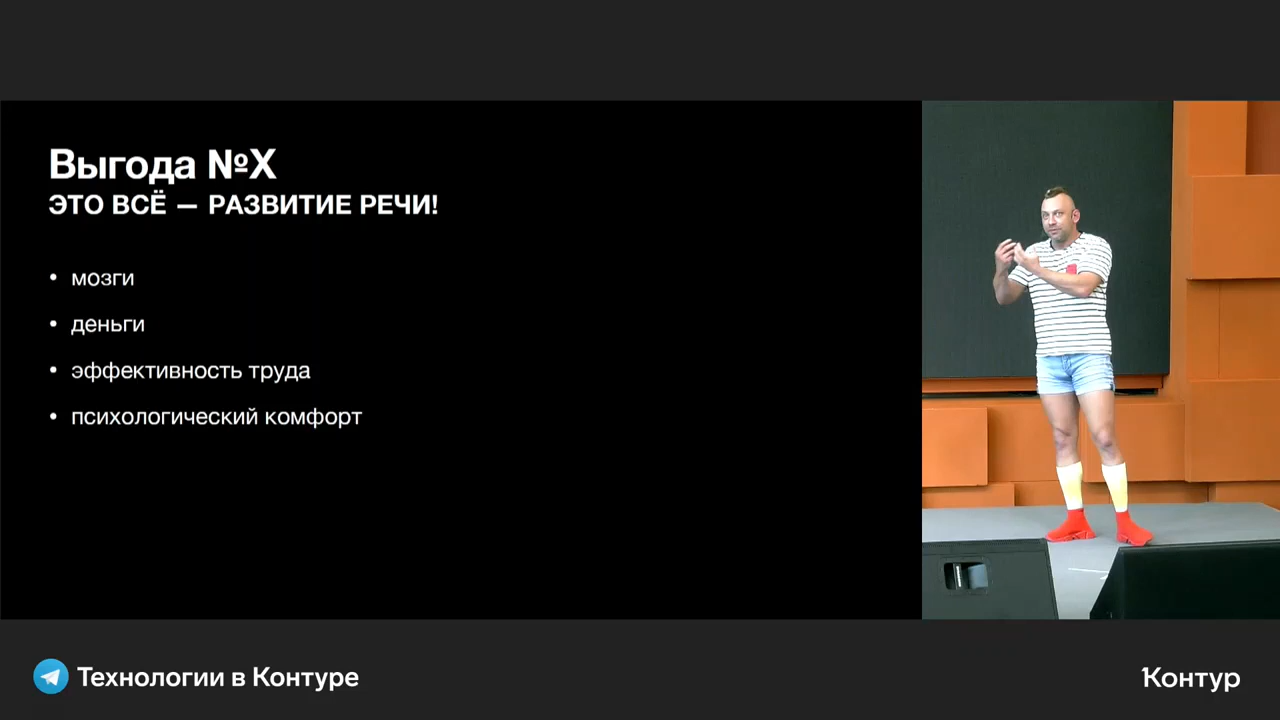 Выгода №X
ЭТО ВСЁ — РАЗВИТИЕ РЕЧИ!
• мозги
• деньги
• эффективность труда
• психологический комфорт
Технологии в Контуре
Контур